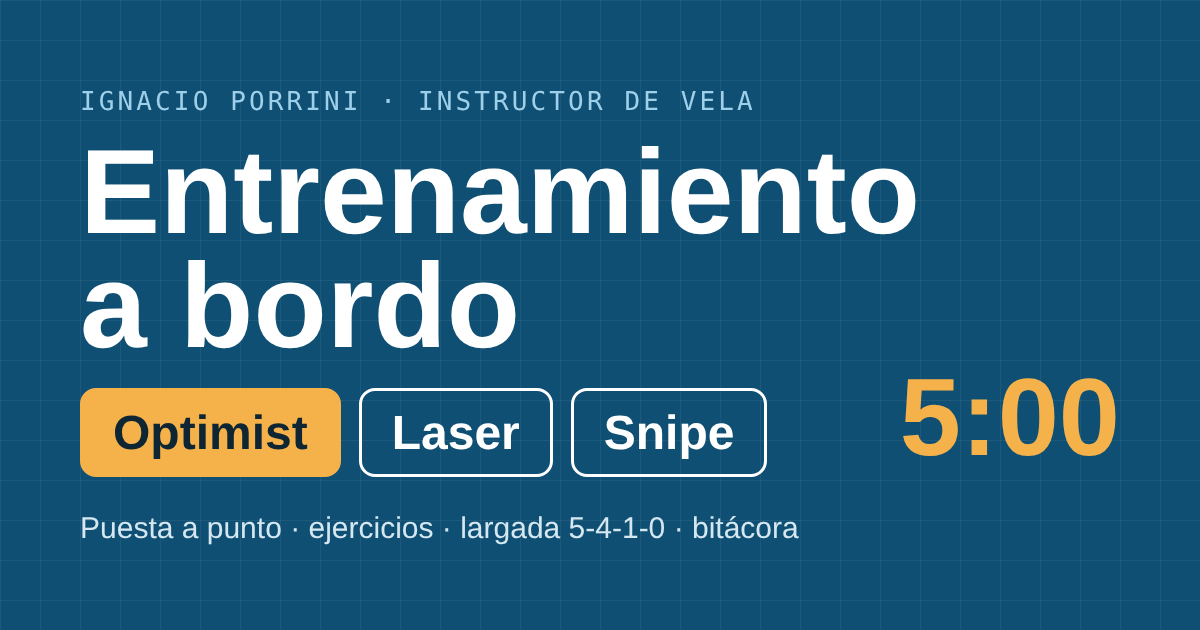 IGNACIO PORRINI · INSTRUCTOR DE VELA
Entrenamiento
a bordo
Optimist Laser Snipe 5:00
Puesta a punto · ejercicios · largada 5-4-1-0 · bitácora